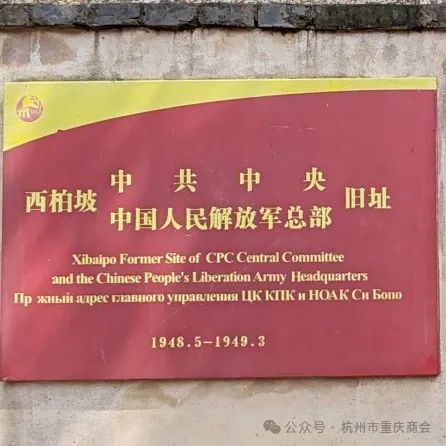 西柏坡 中共中央 旧址
中国人民解放军总部
Xibaipo Former Site of CPC Central Committee
and the Chinese People's Liberation Army Headquarters
Пр жный адрес главного управления ЦК КПК и НОАК Си Бопо
1948.5-1949.3
公众号·杭州市重庆商会